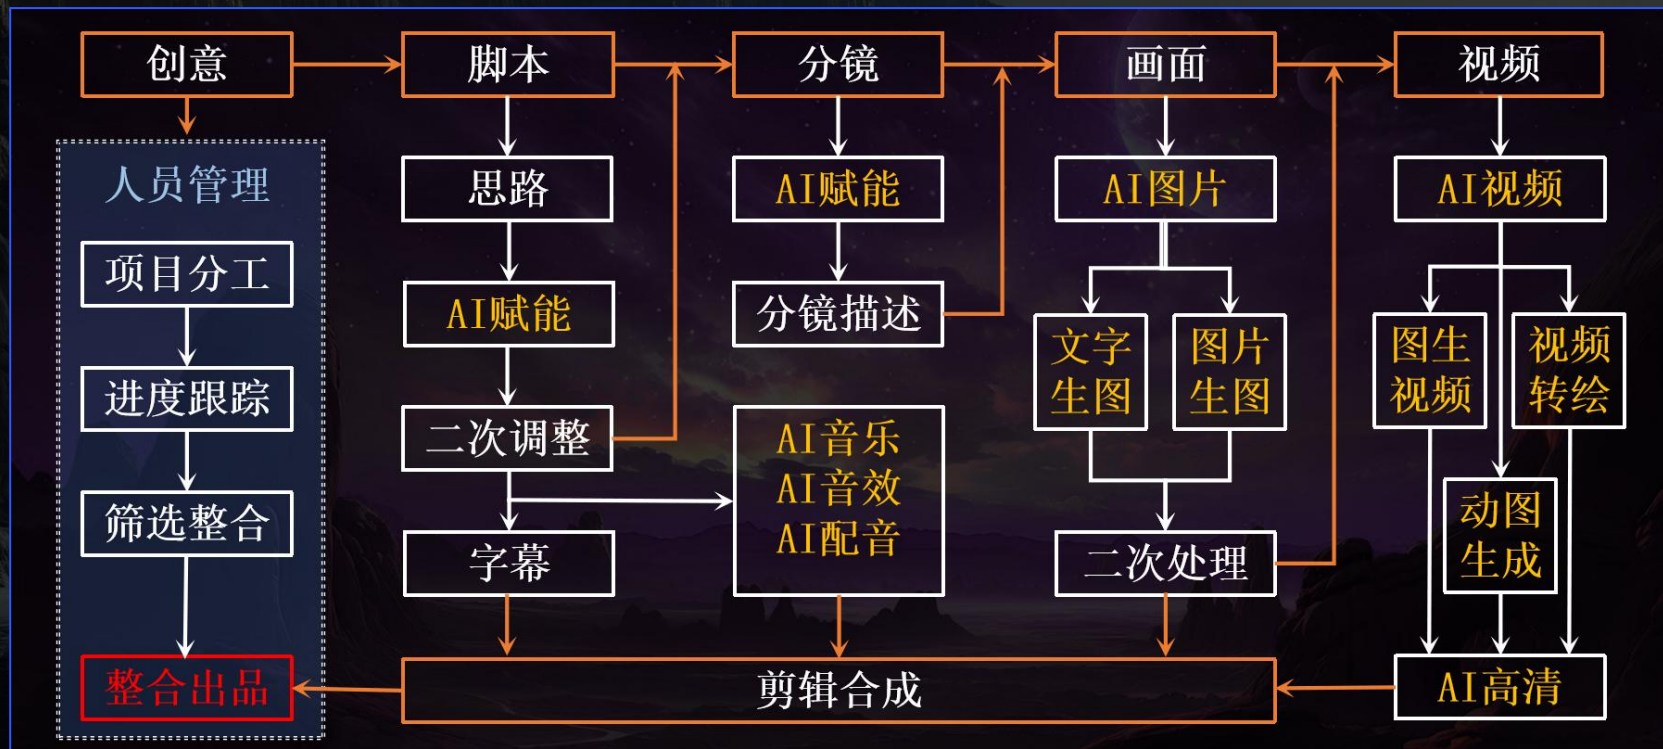 创意
脚本
分镜
画面
视频
人员管理
项目分工
进度跟踪
筛选整合
整合出品
思路
AI赋能
二次调整
字幕
AI赋能
分镜描述
AI音乐
AI音效
AI配音
AI图片
文字
生图
图片
生图
二次处理
AI视频
图生
视频
视频
转绘
动图
生成
AI高清
剪辑合成